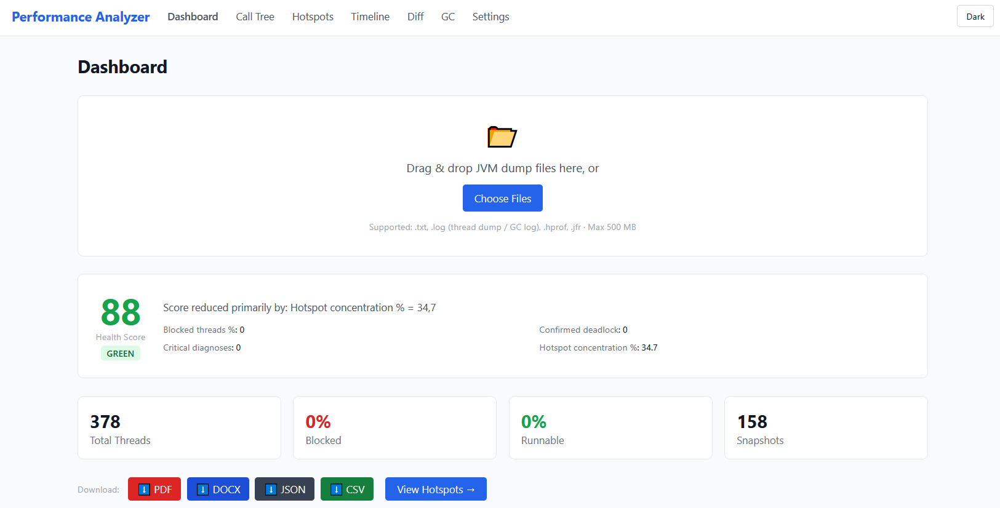 Performance Analyzer Dashboard Call Tree Hotspots Timeline Diff GC Settings Dark
Dashboard
Drag & drop JVM dump files here, or
Choose Files
Supported: .txt, .log (thread dump / GC log), .hprof, .jfr · Max 500 MB
88
Health Score
GREEN
Score reduced primarily by: Hotspot concentration % = 34,7
Blocked threads %: 0
Confirmed deadlock: 0
Critical diagnoses: 0
Hotspot concentration %: 34.7
378
Total Threads
0%
Blocked
0%
Runnable
158
Snapshots
Download: PDF DOCX JSON CSV View Hotspots →